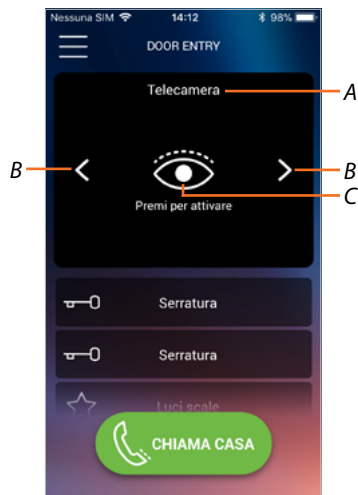 Nessuna SIM 14:12 98%
DOOR ENTRY
Telecamera
A
B
B
C
Premi per attivare
Serratura
Serratura
Luci scale
CHIAMA CASA